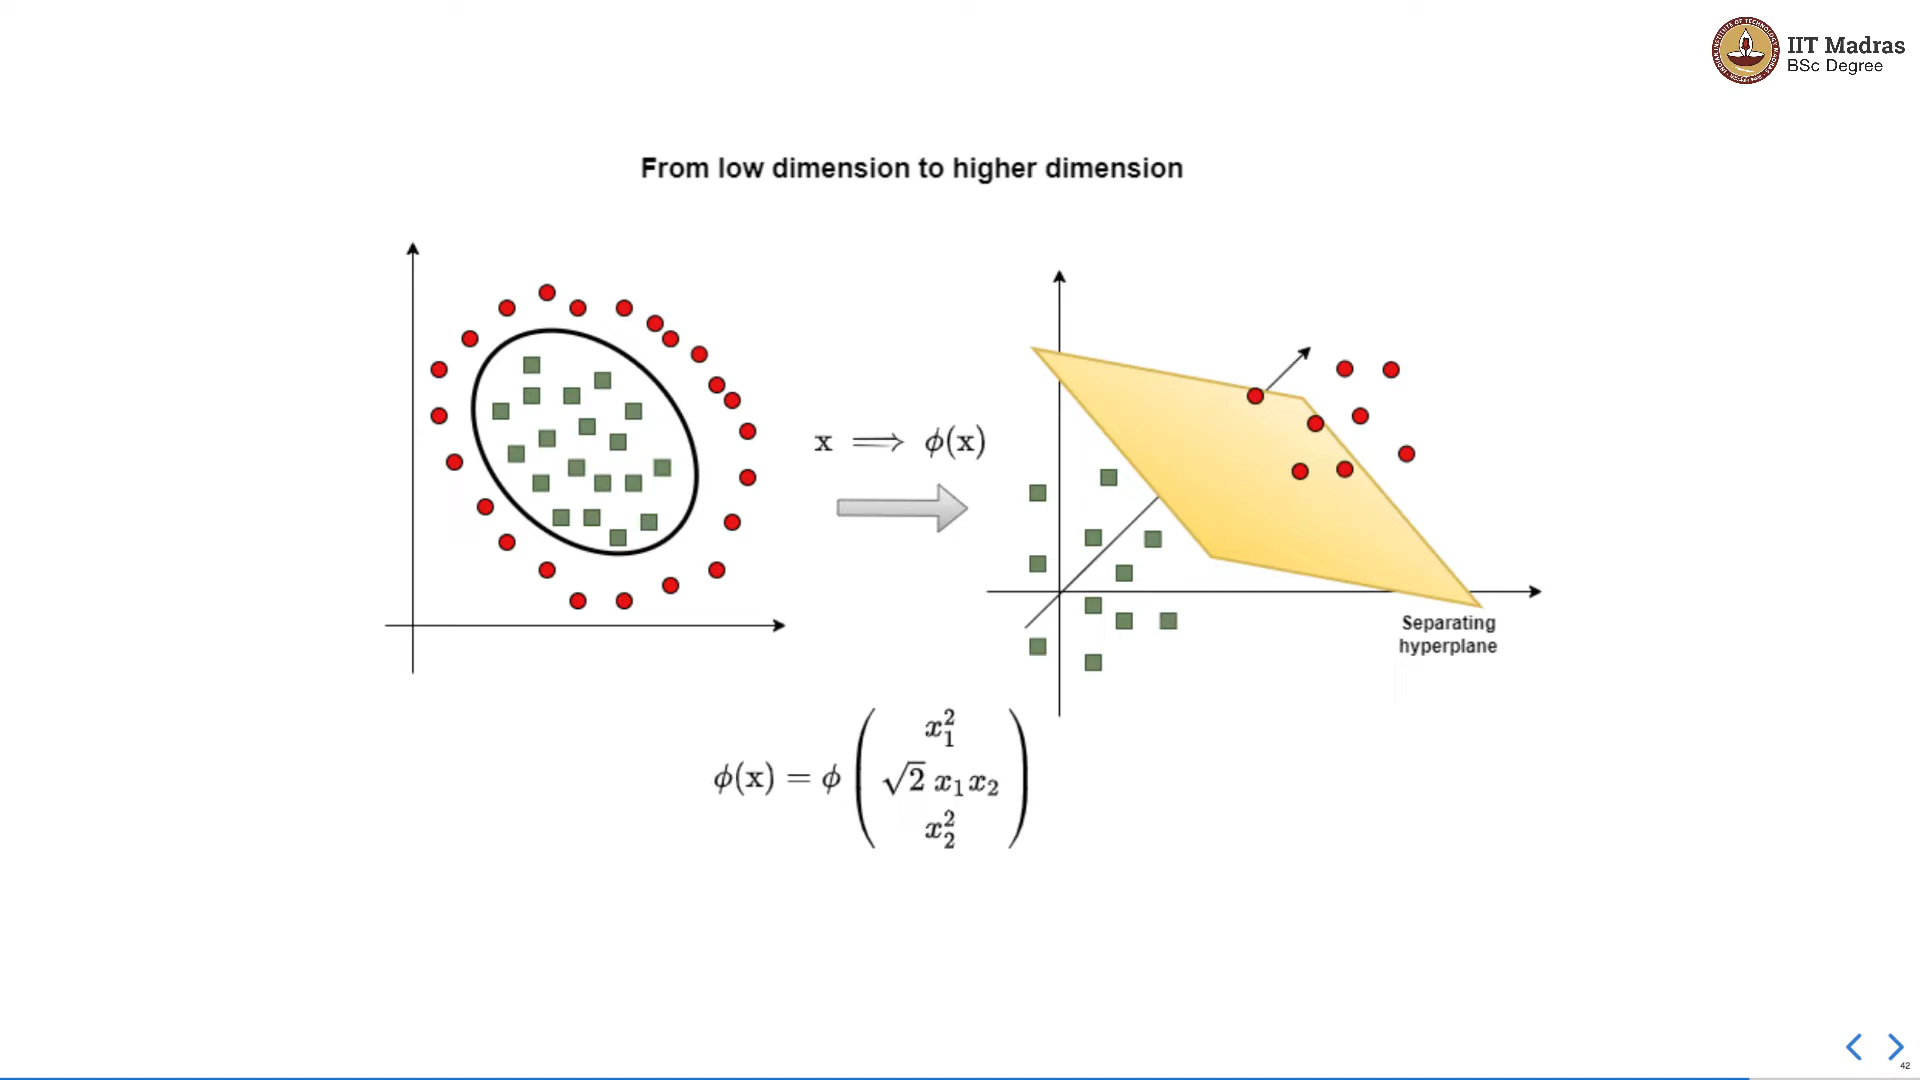 IIT Madras
BSc Degree
From low dimension to higher dimension
x ⟹ ϕ(x)
Separating
hyperplane
ϕ(x) = ϕ ( x₁²
√2 x₁x₂
x₂² )
42